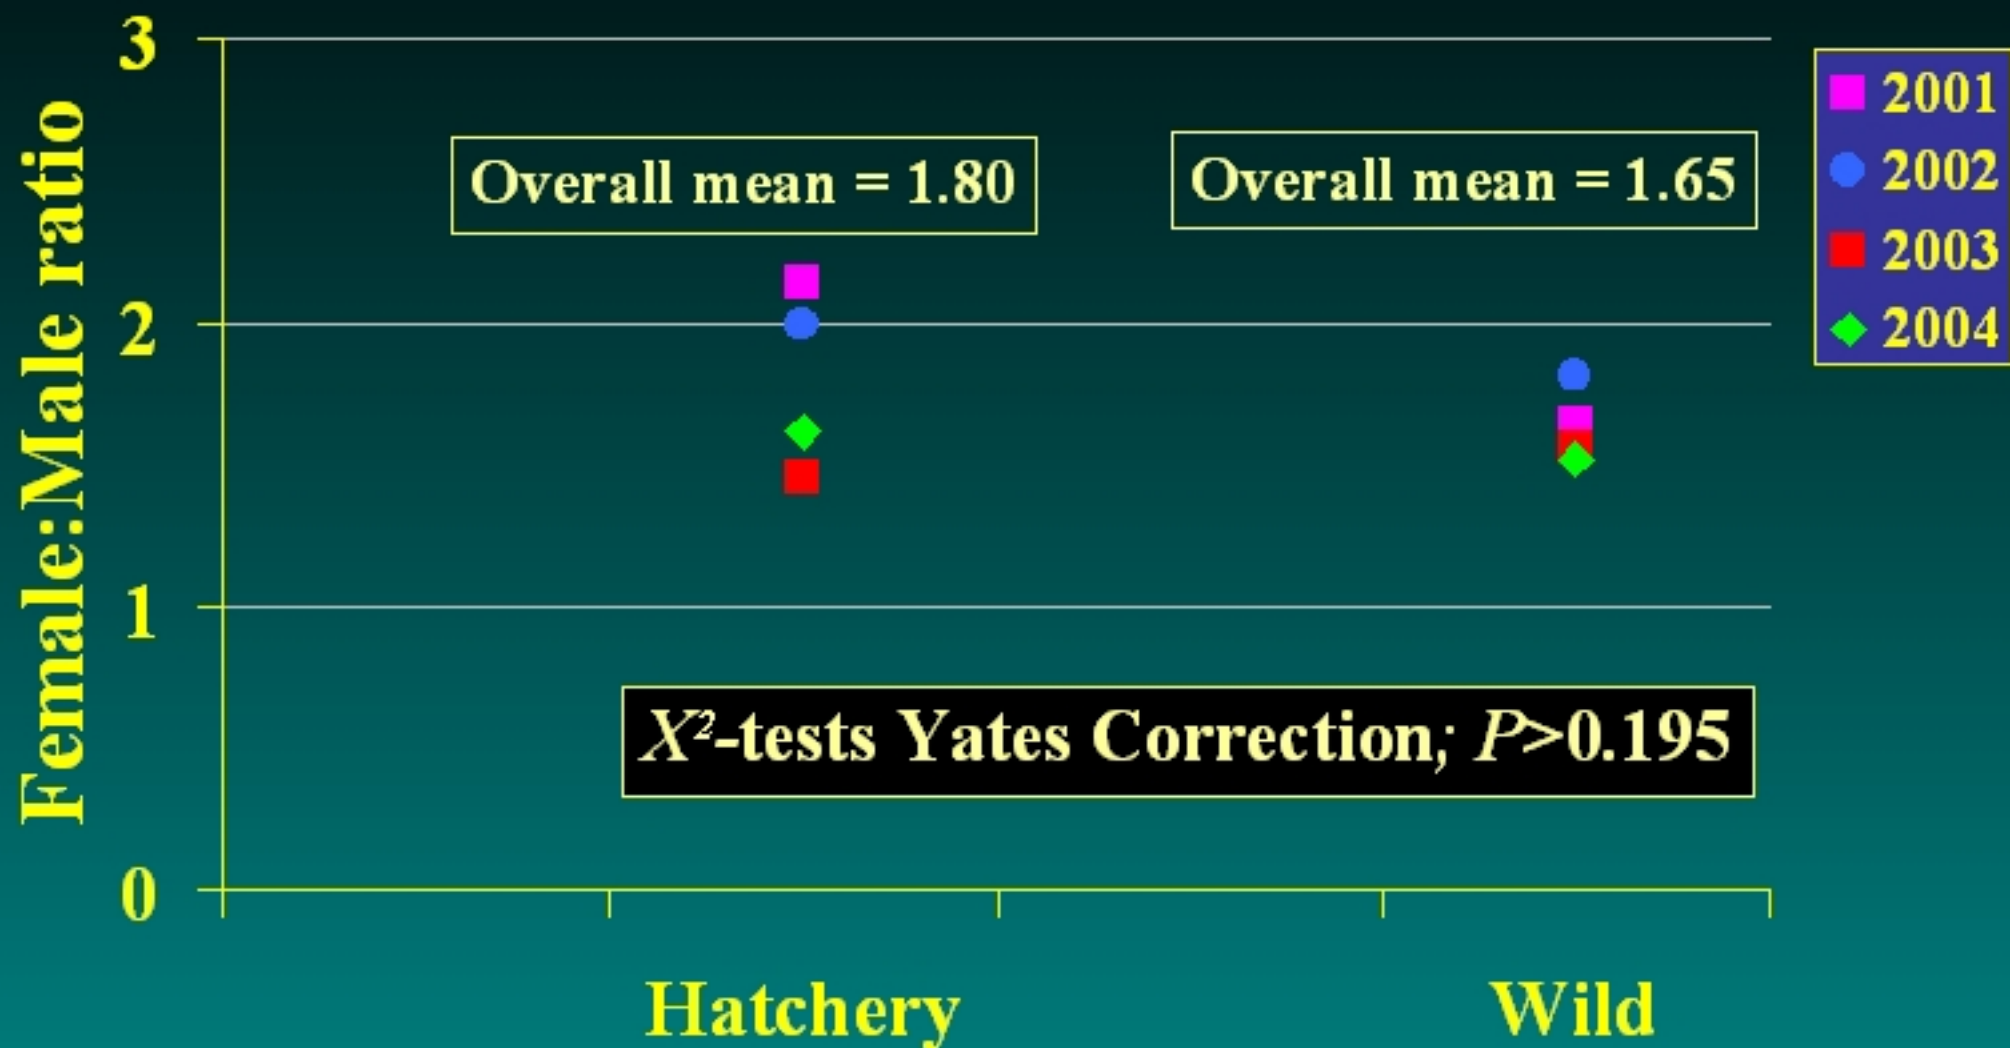 Female:Male ratio
3
2
1
0
Overall mean = 1.80
Overall mean = 1.65
2001
2002
2003
2004
X²-tests Yates Correction; P>0.195
Hatchery
Wild